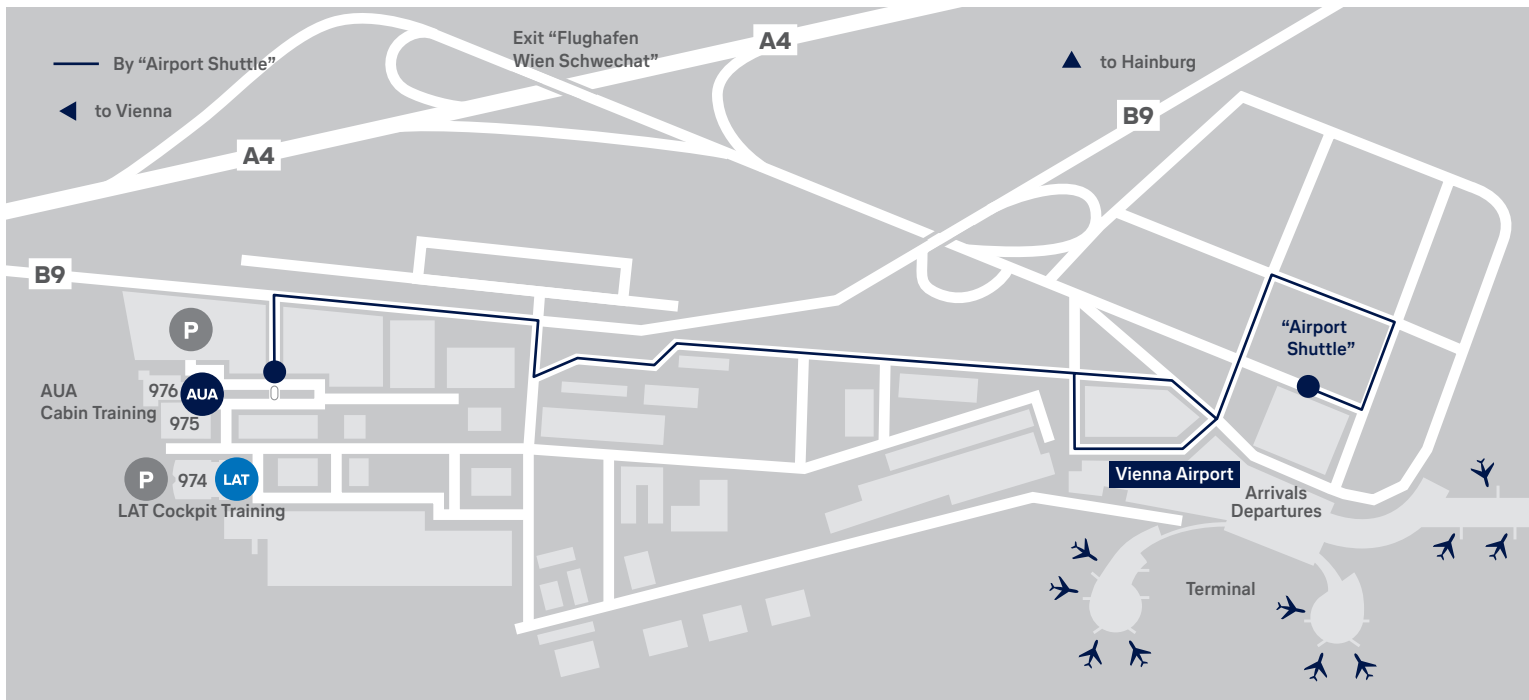 By “Airport Shuttle”
to Vienna
Exit “Flughafen
Wien Schwechat”
A4
to Hainburg
B9
A4
B9
P
“Airport
Shuttle”
AUA
Cabin Training
976
AUA
975
P
974
LAT
LAT Cockpit Training
Vienna Airport
Arrivals
Departures
Terminal